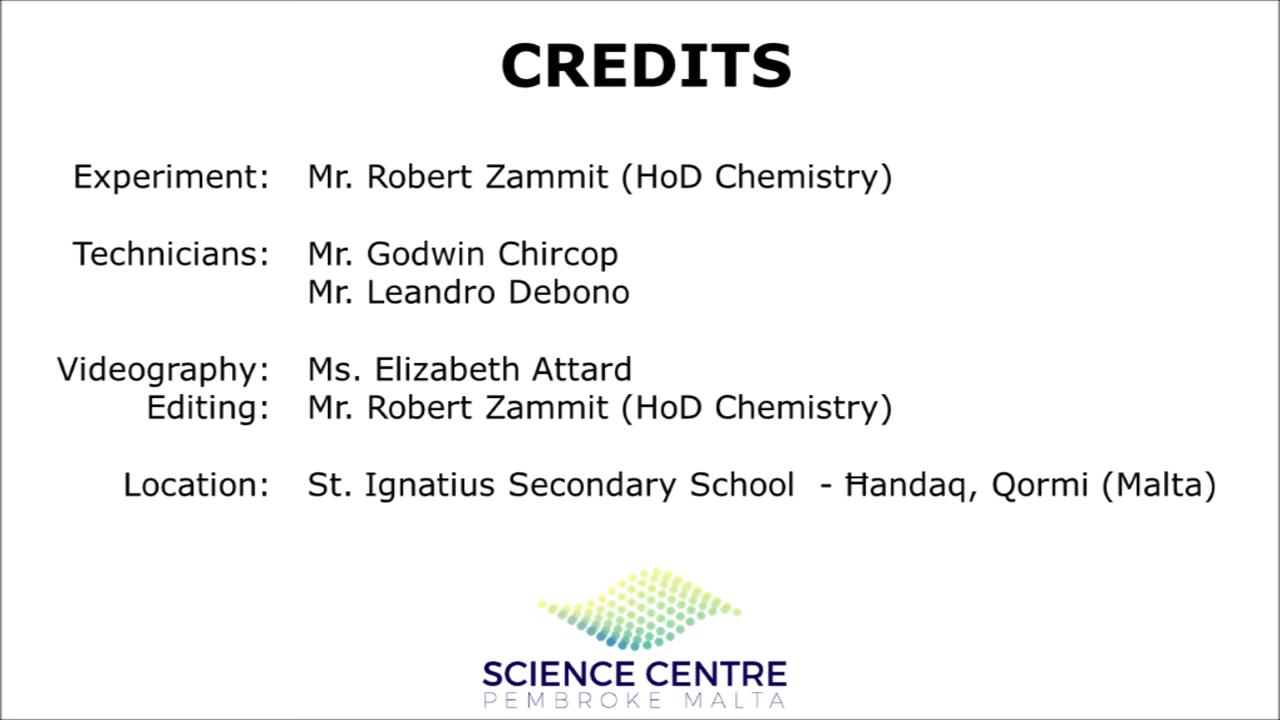 CREDITS
Experiment: Mr. Robert Zammit (HoD Chemistry)
Technicians: Mr. Godwin Chircop
Mr. Leandro Debono
Videography: Ms. Elizabeth Attard
Editing: Mr. Robert Zammit (HoD Chemistry)
Location: St. Ignatius Secondary School - Ħandaq, Qormi (Malta)
SCIENCE CENTRE
PEMBROKE MALTA